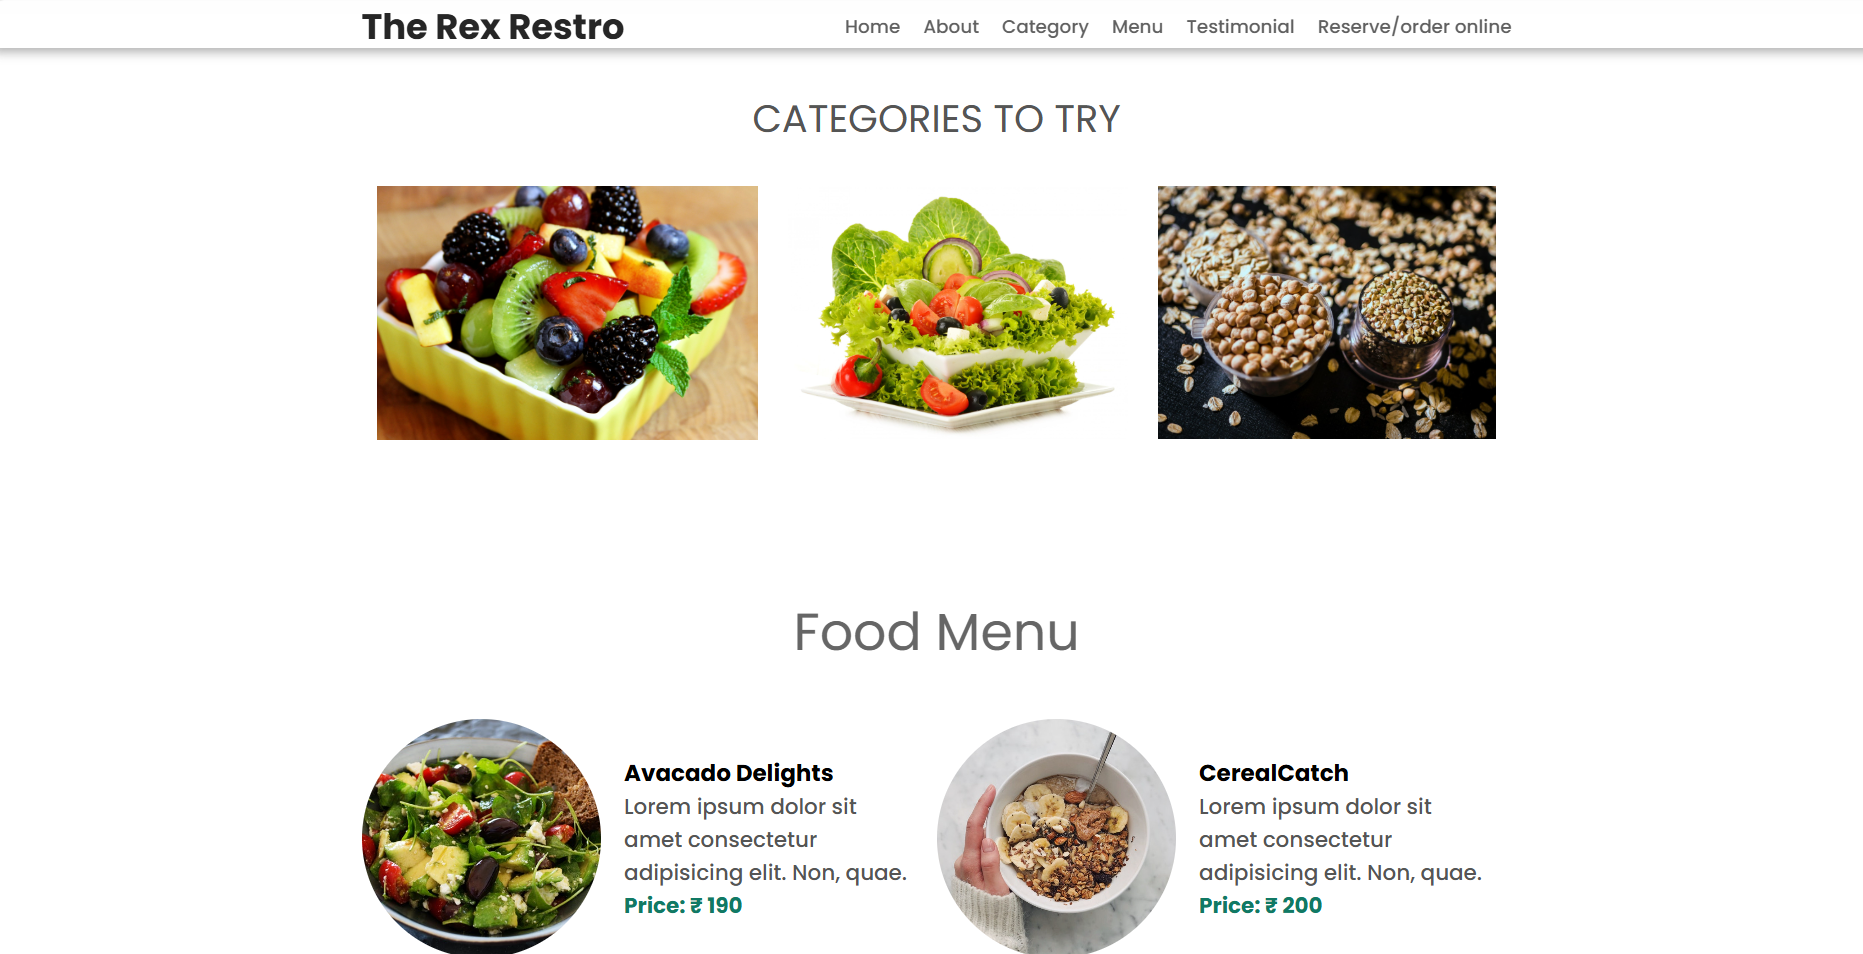 The Rex Restro
Home About Category Menu Testimonial Reserve/order online
CATEGORIES TO TRY
Food Menu
Avacado Delights
Lorem ipsum dolor sit
amet consectetur
adipisicing elit. Non, quae.
Price: ₹ 190
CerealCatch
Lorem ipsum dolor sit
amet consectetur
adipisicing elit. Non, quae.
Price: ₹ 200